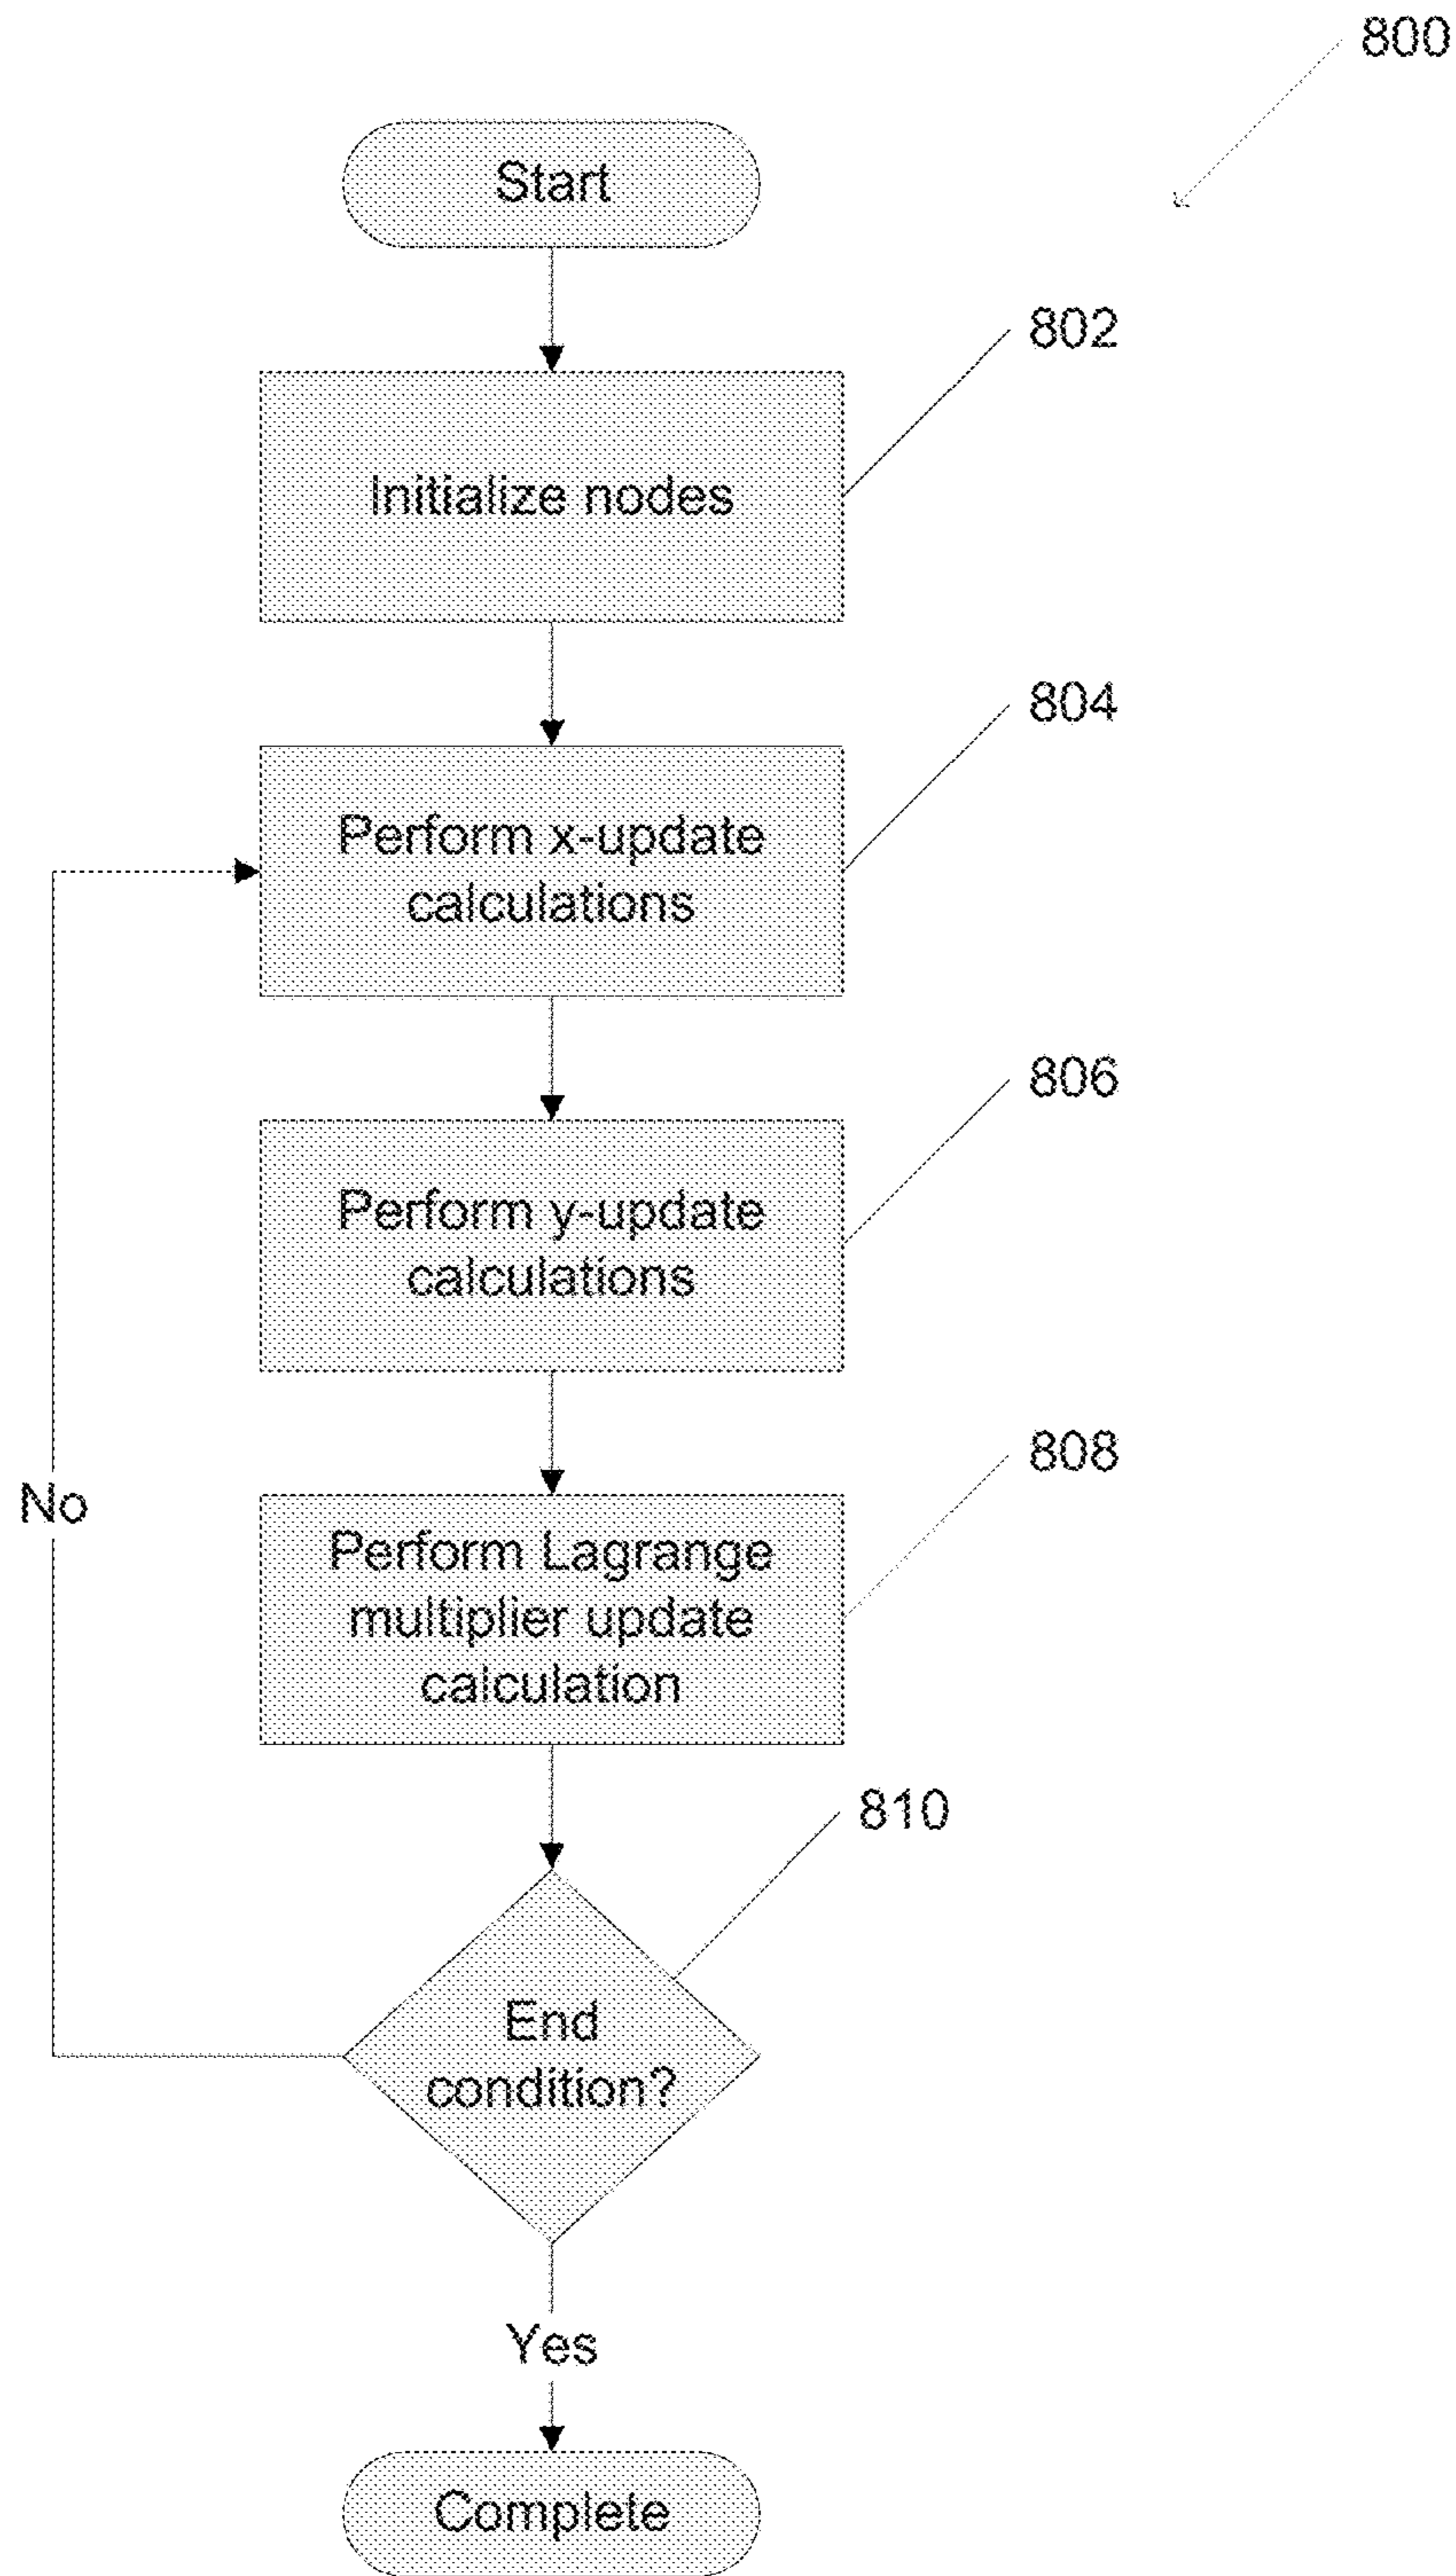 800
Start
802
Initialize nodes
804
Perform x-update
calculations
806
Perform y-update
calculations
808
No
Perform Lagrange
multiplier update
calculation
810
End
condition?
Yes
Complete